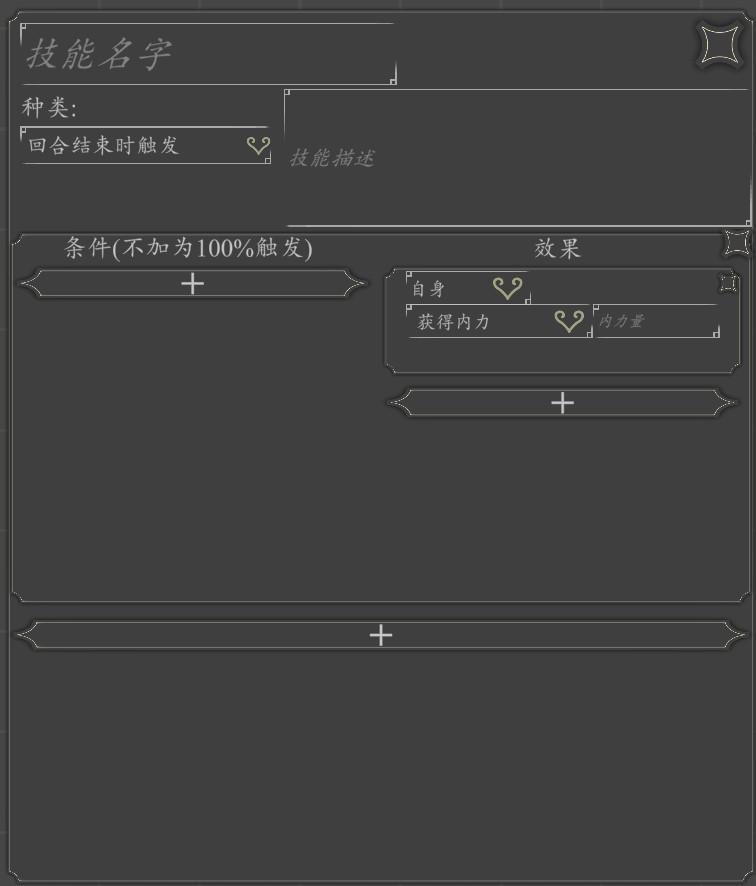 技能名字
种类:
回合结束时触发
技能描述
条件(不加为100%触发)
效果
自身
获得内力
内力量